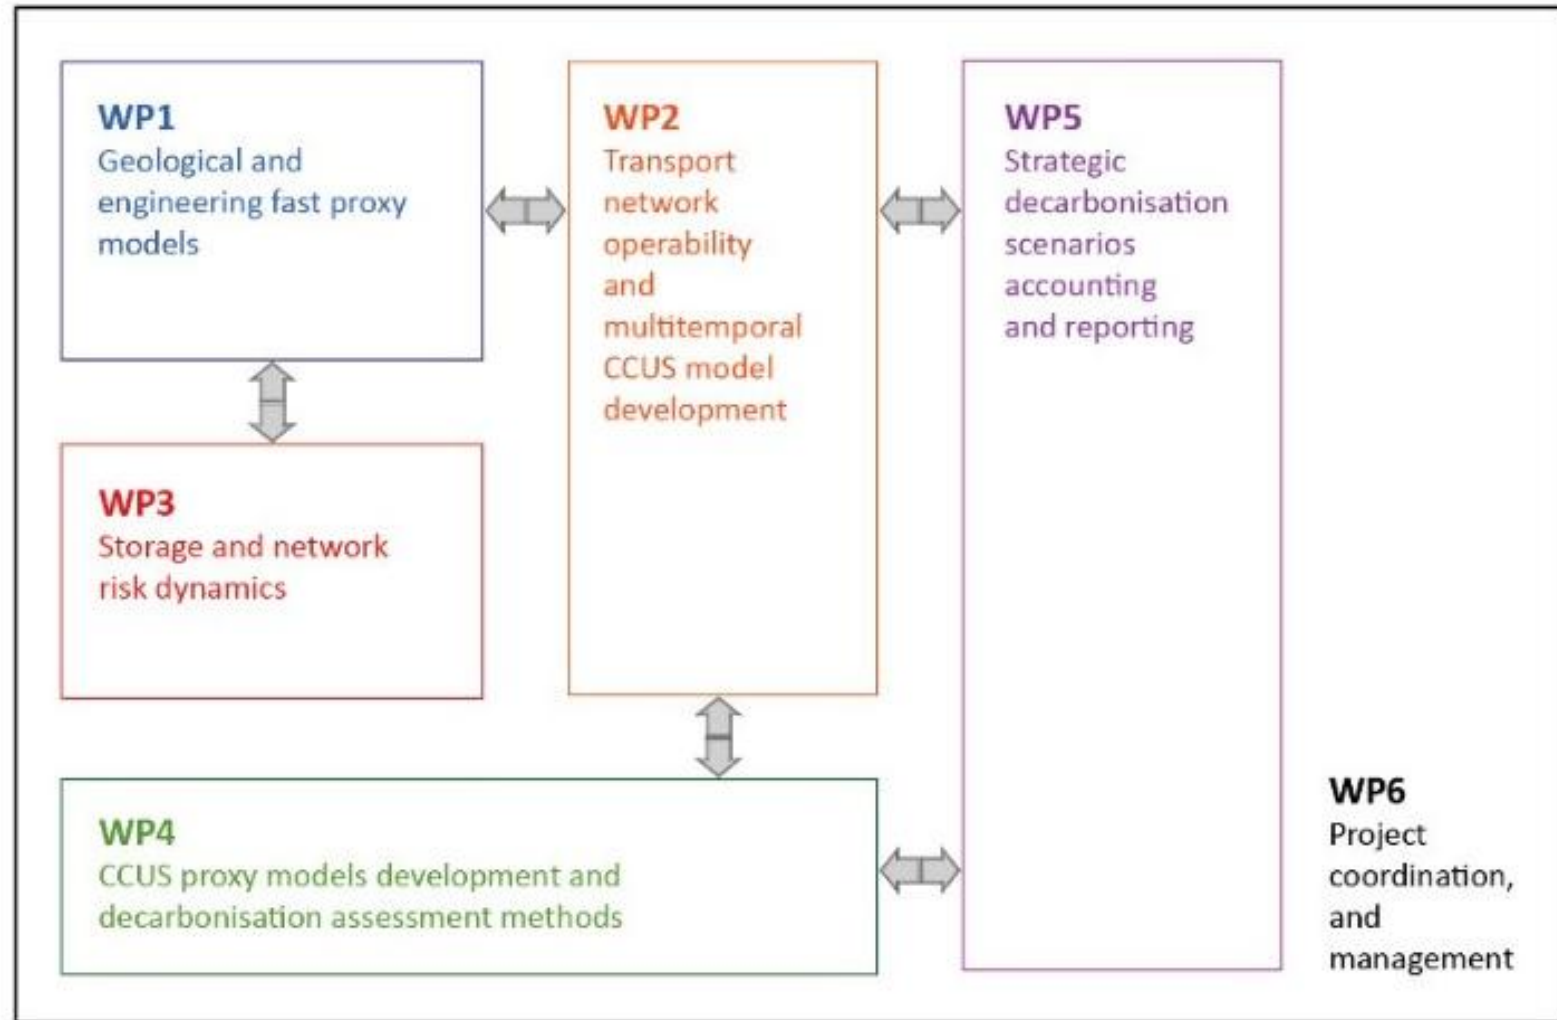 WP1
Geological and
engineering fast proxy
models
WP2
Transport
network
operability
and
multitemporal
CCUS model
development
WP5
Strategic
decarbonisation
scenarios
accounting
and reporting
WP3
Storage and network
risk dynamics
WP4
CCUS proxy models development and
decarbonisation assessment methods
WP6
Project
coordination,
and
management